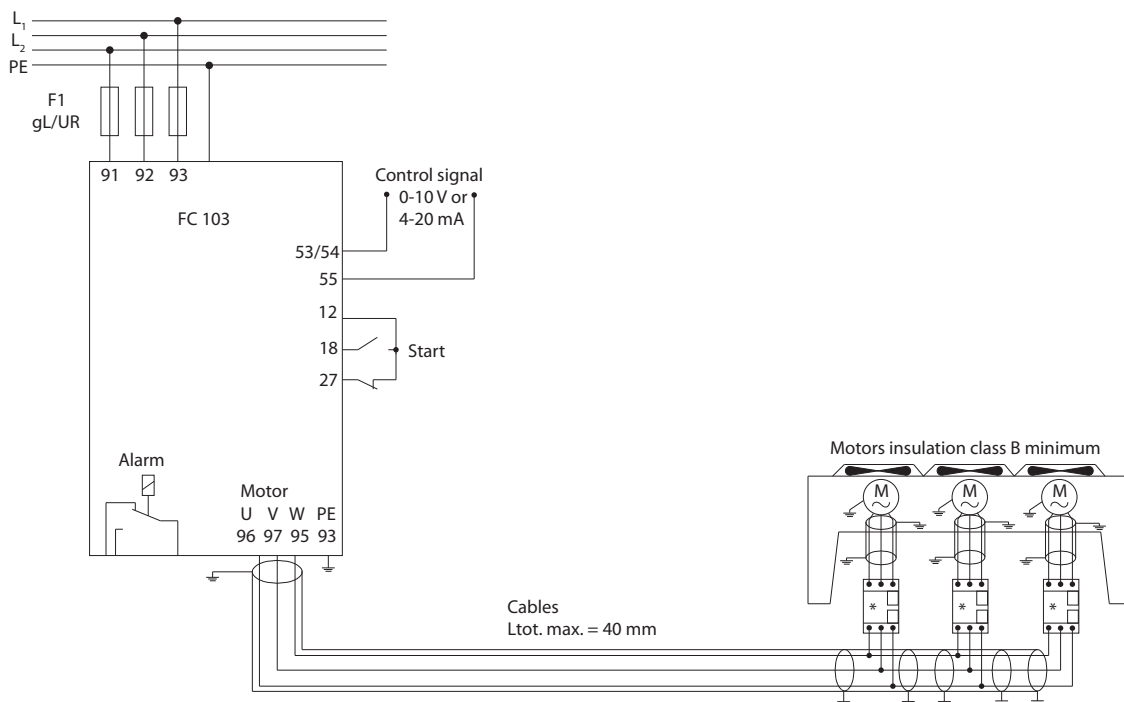 L1
L2
PE
F1
gL/UR
91 92 93
FC 103
Control signal
0-10 V or
4-20 mA
53/54
55
12
18
27
Start
Alarm
Motor
U V W PE
96 97 95 93
Cables
Ltot. max. = 40 mm
Motors insulation class B minimum
M M M
* * *